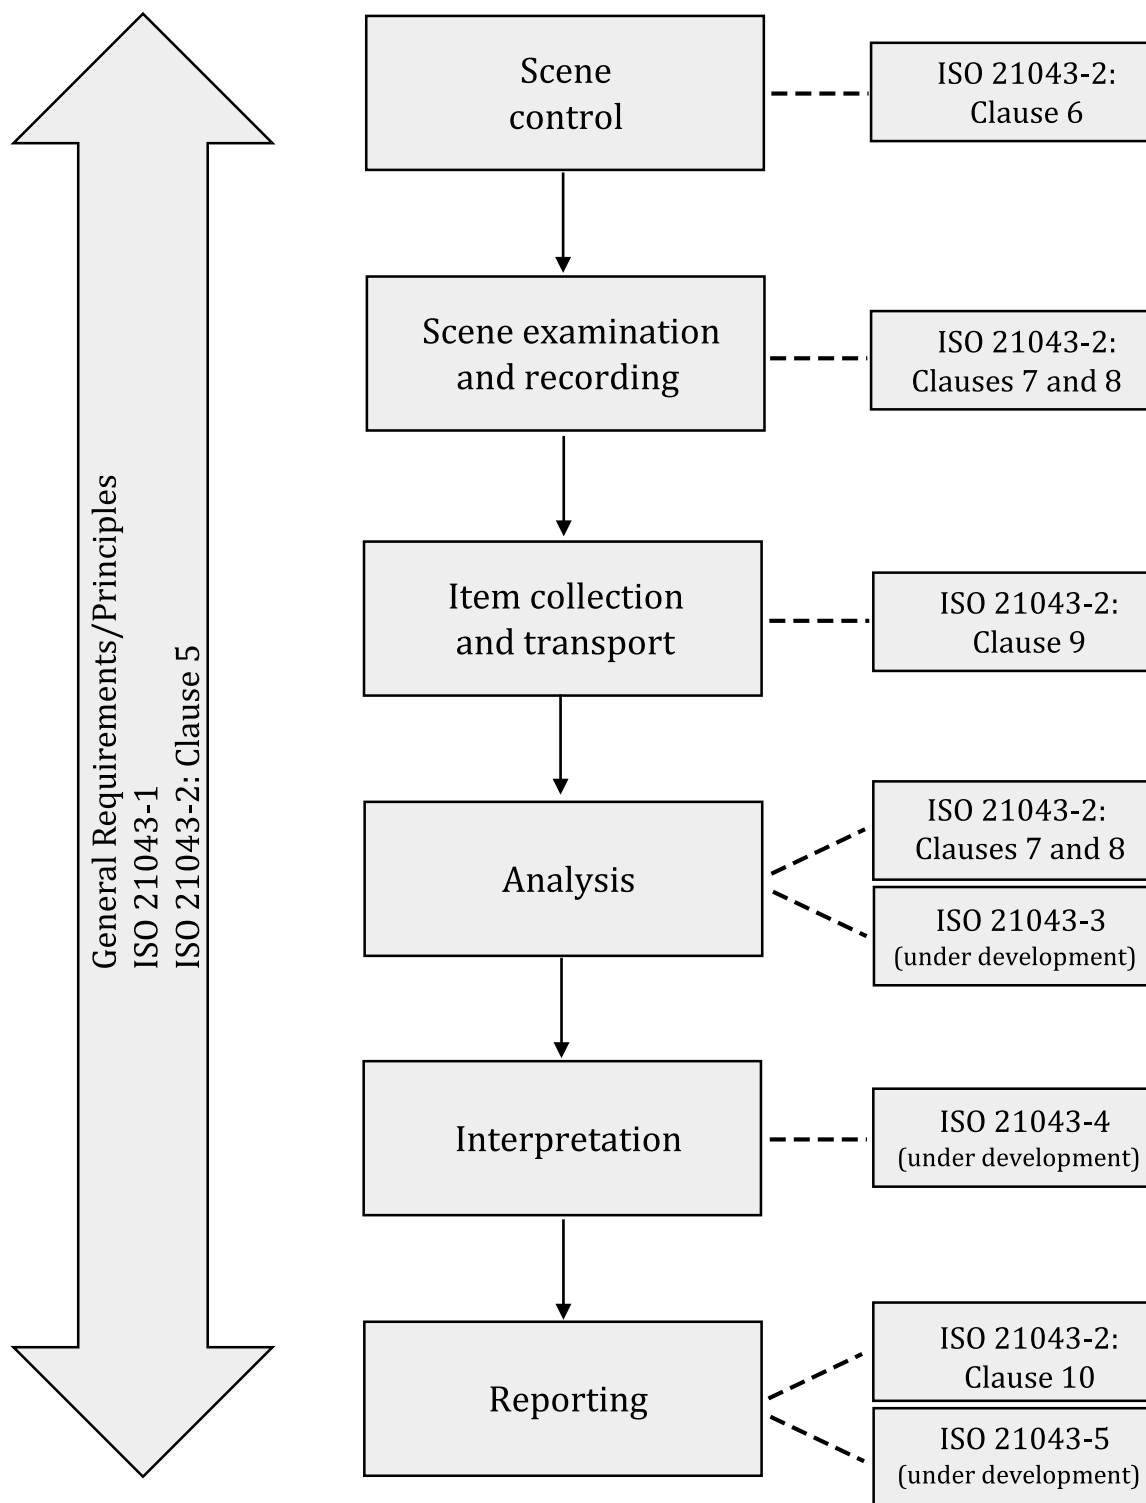 General Requirements/Principles
ISO 21043-1
ISO 21043-2: Clause 5
Scene
control
ISO 21043-2:
Clause 6
Scene examination
and recording
ISO 21043-2:
Clauses 7 and 8
Item collection
and transport
ISO 21043-2:
Clause 9
Analysis
ISO 21043-2:
Clauses 7 and 8
ISO 21043-3
(under development)
Interpretation
ISO 21043-4
(under development)
Reporting
ISO 21043-2:
Clause 10
ISO 21043-5
(under development)